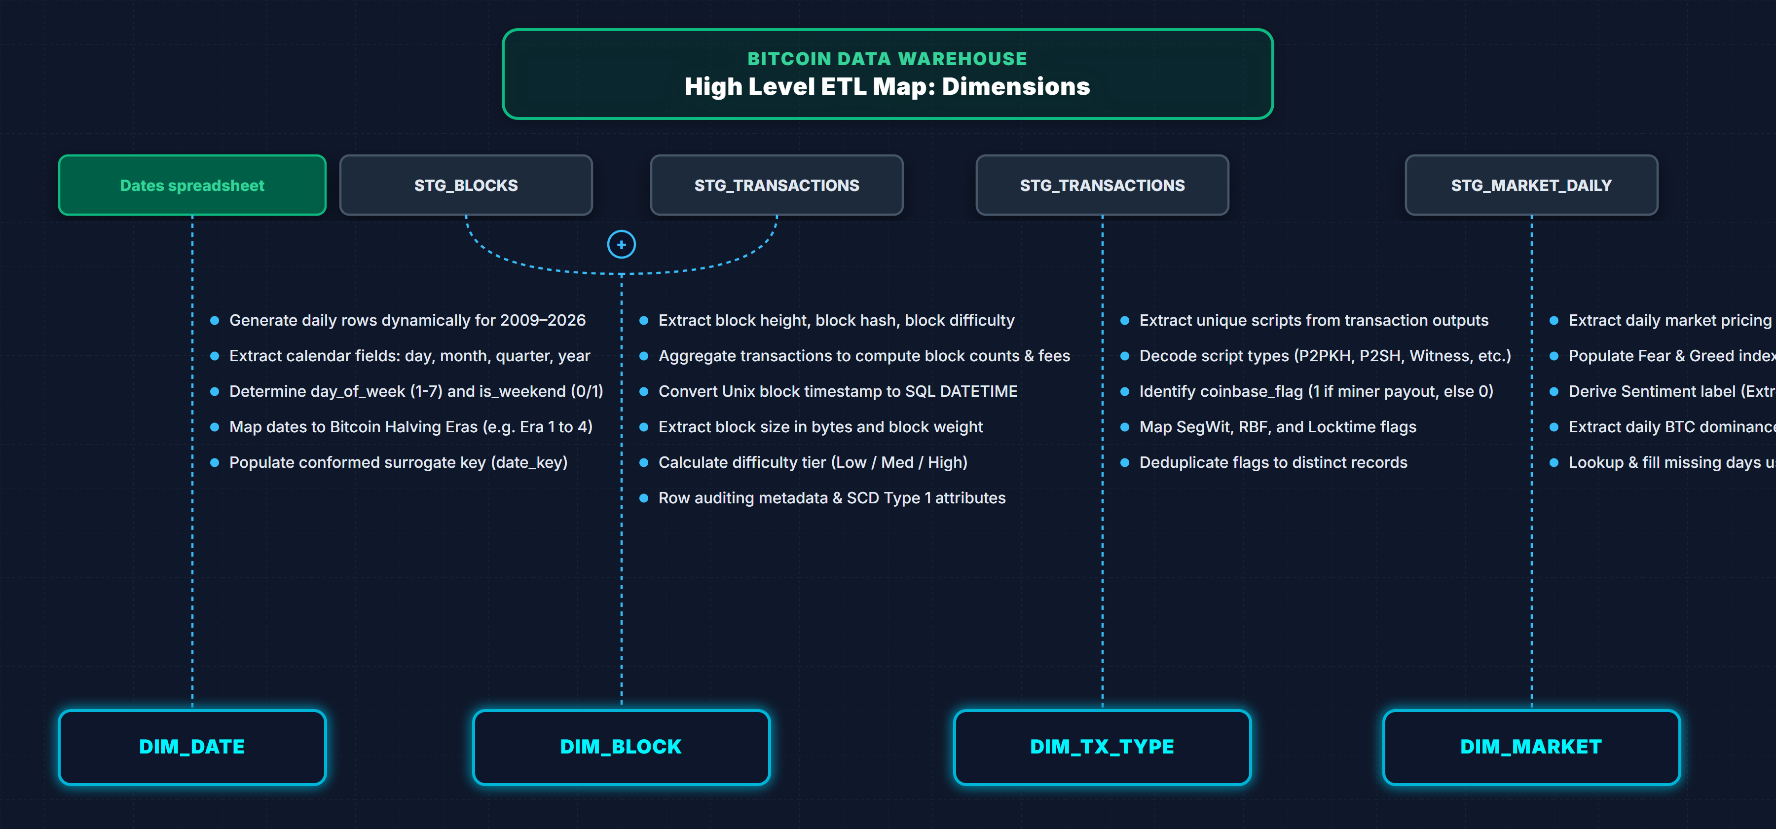 BITCOIN DATA WAREHOUSE
High Level ETL Map: Dimensions
Dates spreadsheet
STG_BLOCKS
STG_TRANSACTIONS
STG_TRANSACTIONS
STG_MARKET_DAILY
+
Generate daily rows dynamically for 2009–2026
Extract calendar fields: day, month, quarter, year
Determine day_of_week (1-7) and is_weekend (0/1)
Map dates to Bitcoin Halving Eras (e.g. Era 1 to 4)
Populate conformed surrogate key (date_key)
Extract block height, block hash, block difficulty
Aggregate transactions to compute block counts & fees
Convert Unix block timestamp to SQL DATETIME
Extract block size in bytes and block weight
Calculate difficulty tier (Low / Med / High)
Row auditing metadata & SCD Type 1 attributes
Extract unique scripts from transaction outputs
Decode script types (P2PKH, P2SH, Witness, etc.)
Identify coinbase_flag (1 if miner payout, else 0)
Map SegWit, RBF, and Locktime flags
Deduplicate flags to distinct records
Extract daily market pricing
Populate Fear & Greed index
Derive Sentiment label (Extr
Extract daily BTC dominance
Lookup & fill missing days
DIM_DATE
DIM_BLOCK
DIM_TX_TYPE
DIM_MARKET